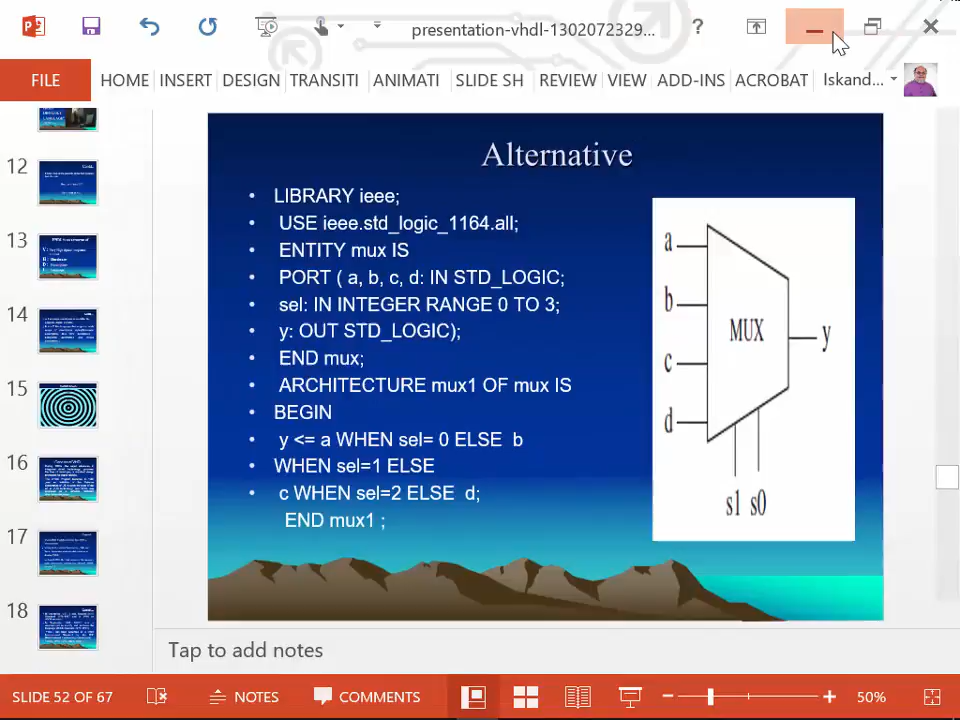 presentation-vhdl-1302072329...
?
FILE HOME INSERT DESIGN TRANSITI ANIMATI SLIDE SH REVIEW VIEW ADD-INS ACROBAT Iskand...
12
13
14
15
16
17
18
Alternative
• LIBRARY ieee;
• USE ieee.std_logic_1164.all;
• ENTITY mux IS
• PORT ( a, b, c, d: IN STD_LOGIC;
• sel: IN INTEGER RANGE 0 TO 3;
• y: OUT STD_LOGIC);
• END mux;
• ARCHITECTURE mux1 OF mux IS
• BEGIN
• y <= a WHEN sel= 0 ELSE b
• WHEN sel=1 ELSE
• c WHEN sel=2 ELSE d;
END mux1 ;
a
b
c
d
MUX
y
s1 s0
Tap to add notes
SLIDE 52 OF 67 NOTES COMMENTS 50%